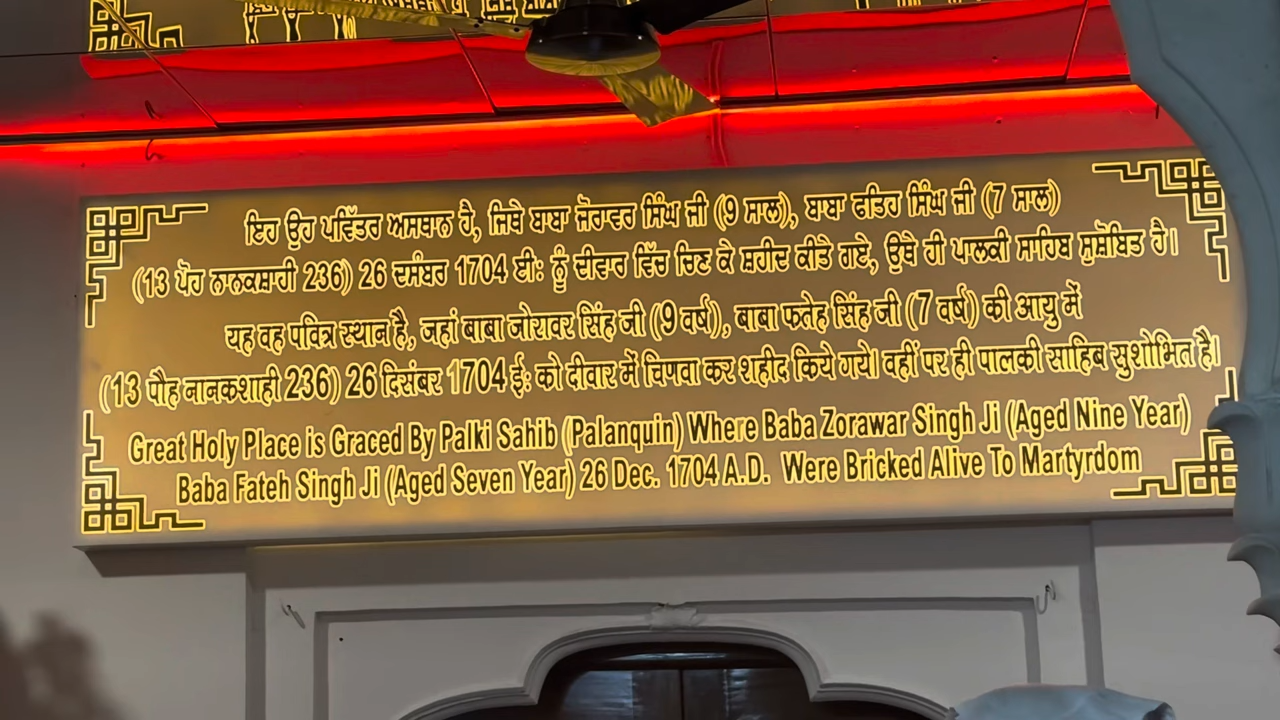 ਇਹ ਉਹ ਪਵਿੱਤਰ ਅਸਥਾਨ ਹੈ, ਜਿਥੇ ਬਾਬਾ ਜੋਰਾਵਰ ਸਿੰਘ ਜੀ (9 ਸਾਲ), ਬਾਬਾ ਫਤਿਹ ਸਿੰਘ ਜੀ (7 ਸਾਲ)
(13 ਪੋਹ ਨਾਨਕਸ਼ਾਹੀ 236) 26 ਦਸੰਬਰ 1704 ਈ: ਨੂੰ ਦੀਵਾਰ ਵਿੱਚ ਚਿਣ ਕੇ ਸ਼ਹੀਦ ਕੀਤੇ ਗਏ, ਉਥੇ ਹੀ ਪਾਲਕੀ ਸਾਹਿਬ ਸੁਸ਼ੋਭਿਤ ਹੈ।
यह वह पवित्र स्थान है, जहां बाबा जोरावर सिंह जी (9 वर्ष), बाबा फतेह सिंह जी (7 वर्ष) की आयु में
(13 पौह नानकशाही 236) 26 दिसंबर 1704 ई: को दीवार में चिणवा कर शहीद किये गये। वहीं पर ही पालकी साहिब सुशोभित है।
Great Holy Place is Graced By Palki Sahib (Palanquin) Where Baba Zorawar Singh Ji (Aged Nine Year)
Baba Fateh Singh Ji (Aged Seven Year) 26 Dec. 1704 A.D. Were Bricked Alive To Martyrdom